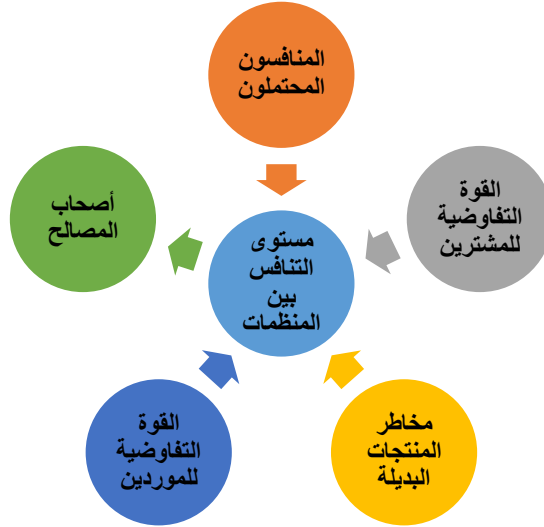 المنافسون
المحتملون
القوة
التفاوضية
للمشترين
أصحاب
المصالح
مستوى
التنافس
بين
المنظمات
القوة
التفاوضية
للموردين
مخاطر
المنتجات
البديلة